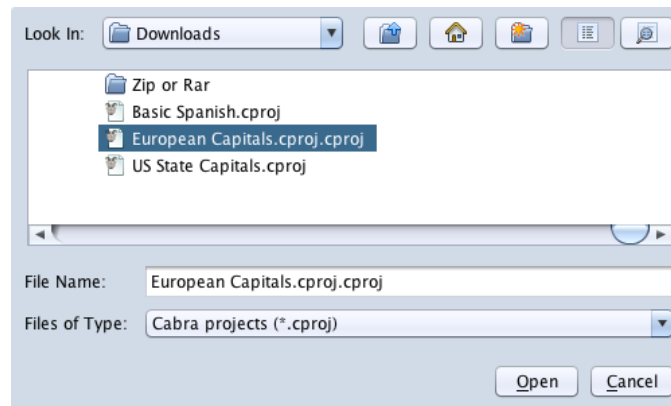 Look In: Downloads
Zip or Rar
Basic Spanish.cproj
European Capitals.cproj.cproj
US State Capitals.cproj
File Name: European Capitals.cproj.cproj
Files of Type: Cabra projects (*.cproj)
Open Cancel